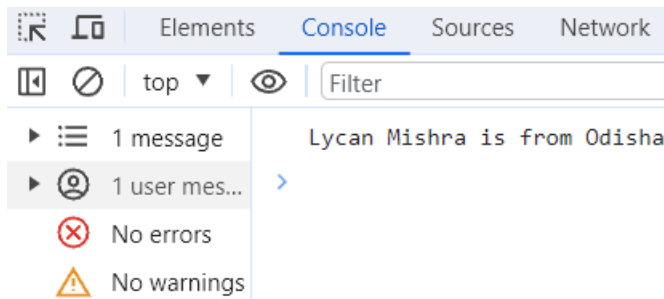 Elements Console Sources Network
top Filter
1 message Lycan Mishra is from Odisha
1 user mes...
No errors
No warnings